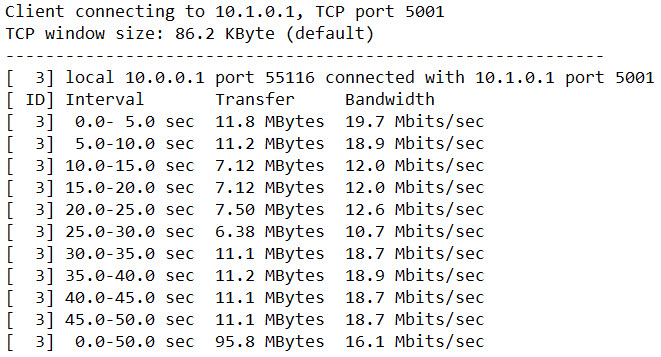 Client connecting to 10.1.0.1, TCP port 5001
TCP window size: 86.2 KByte (default)
------------------------------------------------------------
[  3] local 10.0.0.1 port 55116 connected with 10.1.0.1 port 5001
[ ID] Interval       Transfer     Bandwidth
[  3]  0.0- 5.0 sec  11.8 MBytes  19.7 Mbits/sec
[  3]  5.0-10.0 sec  11.2 MBytes  18.9 Mbits/sec
[  3] 10.0-15.0 sec  7.12 MBytes  12.0 Mbits/sec
[  3] 15.0-20.0 sec  7.12 MBytes  12.0 Mbits/sec
[  3] 20.0-25.0 sec  7.50 MBytes  12.6 Mbits/sec
[  3] 25.0-30.0 sec  6.38 MBytes  10.7 Mbits/sec
[  3] 30.0-35.0 sec  11.1 MBytes  18.7 Mbits/sec
[  3] 35.0-40.0 sec  11.2 MBytes  18.9 Mbits/sec
[  3] 40.0-45.0 sec  11.1 MBytes  18.7 Mbits/sec
[  3] 45.0-50.0 sec  11.1 MBytes  18.7 Mbits/sec
[  3]  0.0-50.0 sec  95.8 MBytes  16.1 Mbits/sec